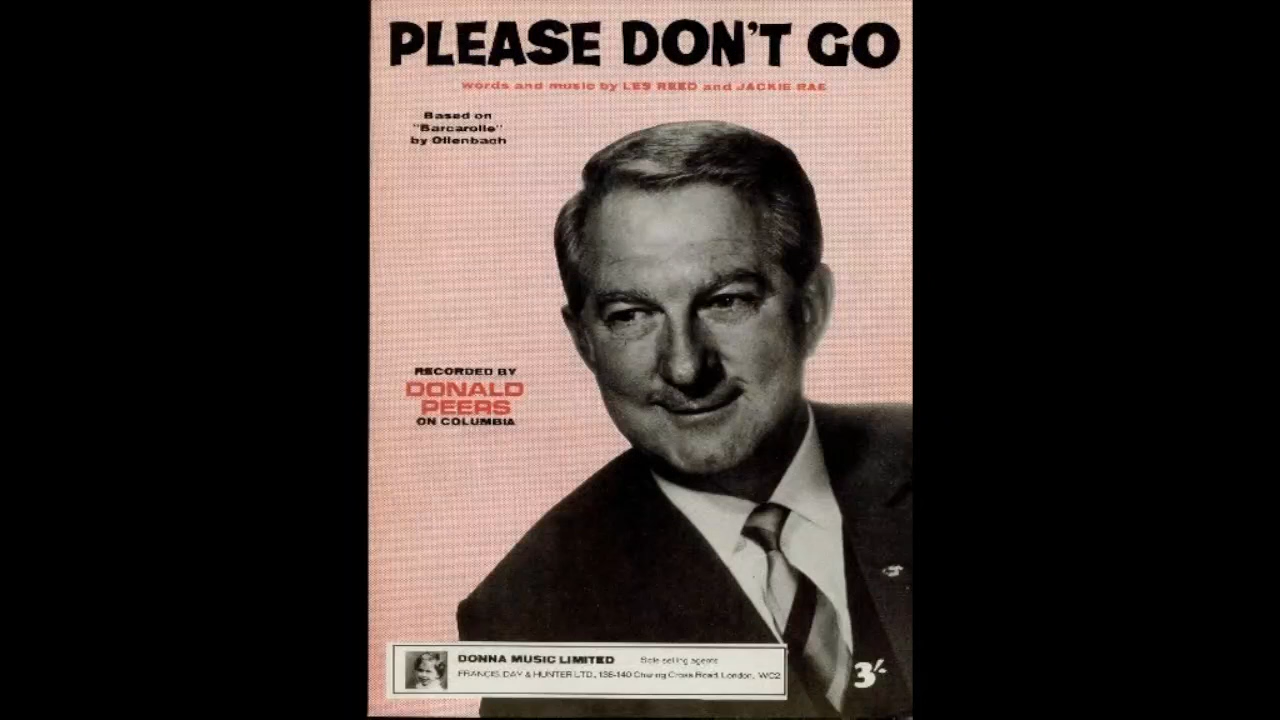 PLEASE DON'T GO
words and music by LES REED and JACKIE RAE
Based on
"Barcarolle"
by Offenbach
RECORDED BY
DONALD
PEERS
ON COLUMBIA
DONNA MUSIC LIMITED Sole selling agents
FRANCIS, DAY & HUNTER LTD., 138-140 Charing Cross Road, London, WC2
3/-